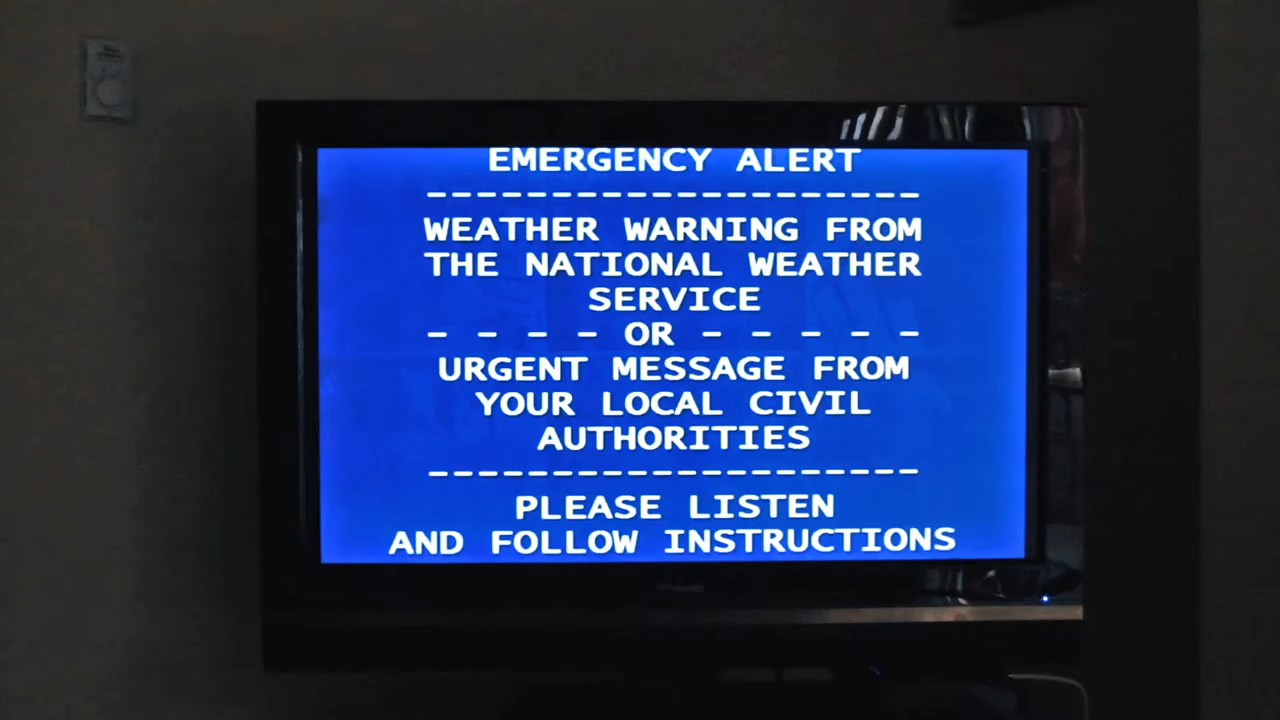 EMERGENCY ALERT
--------------------
WEATHER WARNING FROM
THE NATIONAL WEATHER
SERVICE
- - - - OR - - - - -
URGENT MESSAGE FROM
YOUR LOCAL CIVIL
AUTHORITIES
--------------------
PLEASE LISTEN
AND FOLLOW INSTRUCTIONS